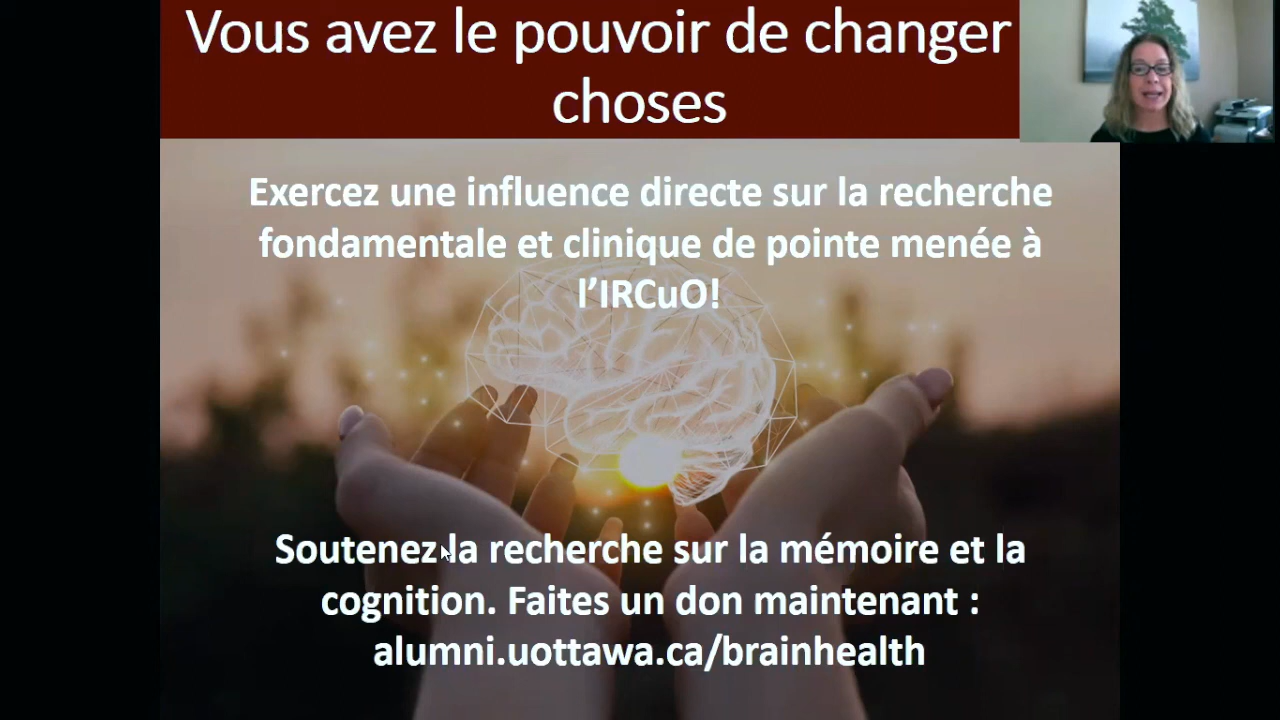 Vous avez le pouvoir de changer
choses
Exercez une influence directe sur la recherche
fondamentale et clinique de pointe menée à
l’IRCuO!
Soutenez la recherche sur la mémoire et la
cognition. Faites un don maintenant :
alumni.uottawa.ca/brainhealth